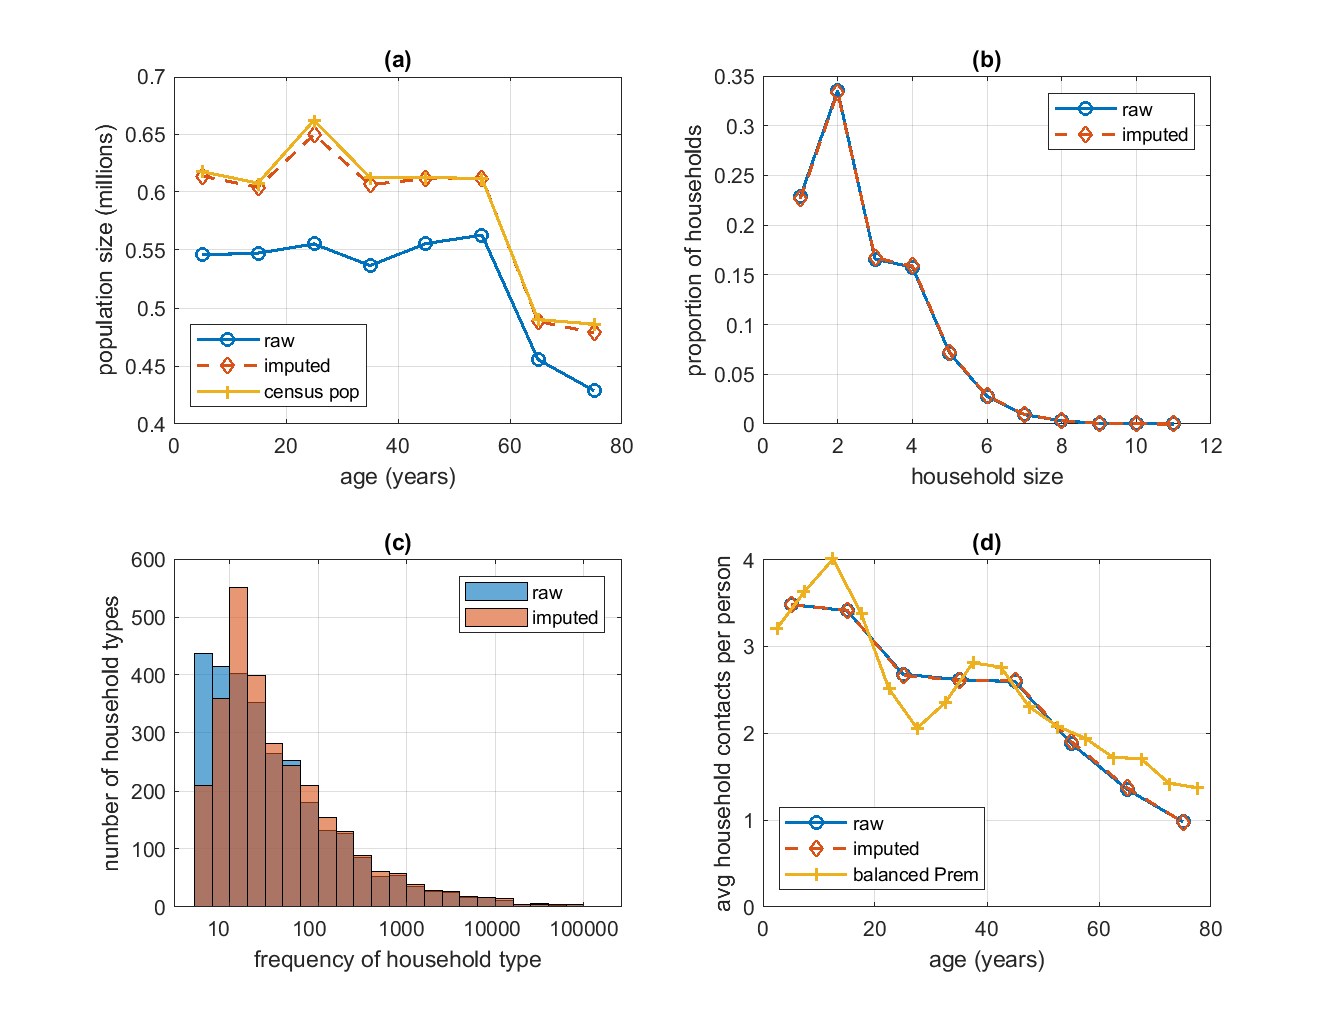 (a)
0.7
0.65
0.6
0.55
0.5
0.45
0.4
population size (millions)
raw
imputed
census pop
0 20 40 60 80
age (years)
(b)
0.35
0.3
0.25
0.2
0.15
0.1
0.05
0
proportion of households
raw
imputed
0 2 4 6 8 10 12
household size
(c)
600
500
400
300
200
100
0
number of household types
raw
imputed
10 100 1000 10000 100000
frequency of household type
(d)
4
3
2
1
0
avg household contacts per person
raw
imputed
balanced Prem
0 20 40 60 80
age (years)